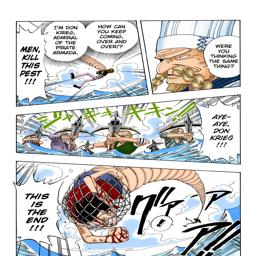 I'M DON
KRIEG,
ADMIRAL
OF THE
PIRATE
ARMADA.
HOW CAN
YOU KEEP
COMING,
OVER AND
OVER!?
MEN,
KILL
THIS
PEST
!!!
WERE
YOU
THINKING
THE SAME
THING?
AYE-
AYE,
DON
KRIEG
!!!
THIS
IS
THE
END
!!!